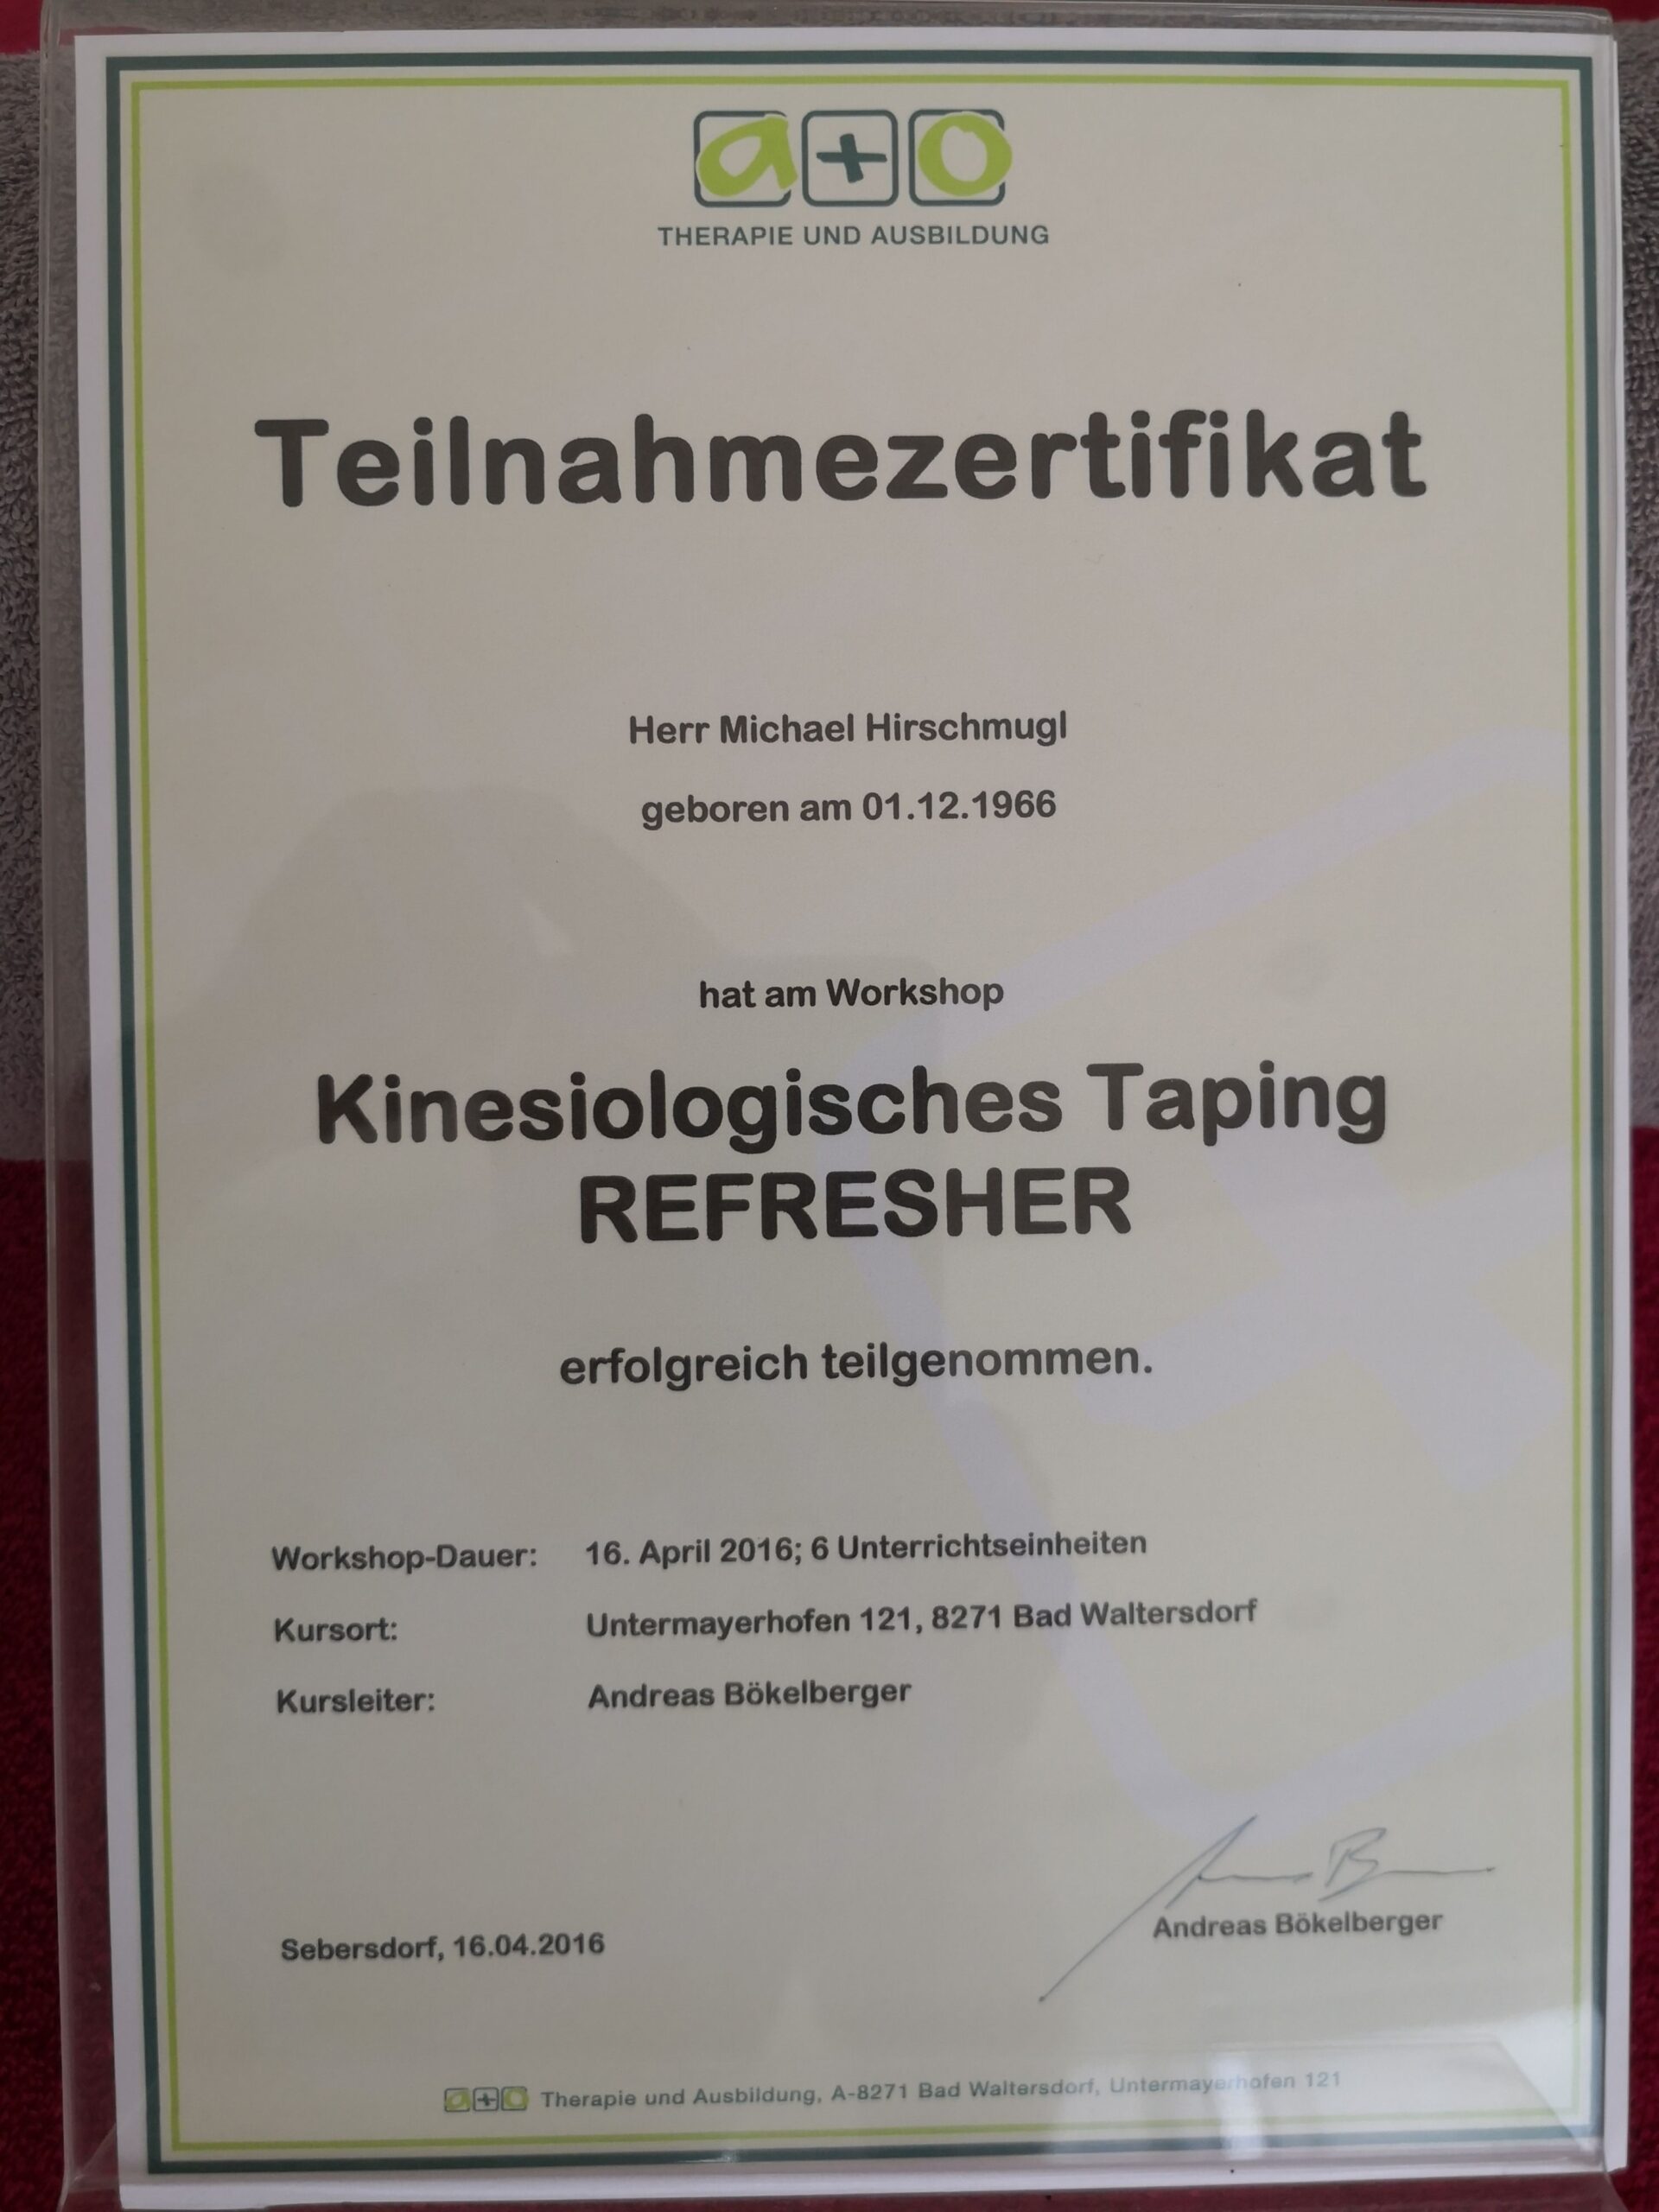 a+o
THERAPIE UND AUSBILDUNG
Teilnahmezertifikat
Herr Michael Hirschmugl
geboren am 01.12.1966
hat am Workshop
Kinesiologisches Taping
REFRESHER
erfolgreich teilgenommen.
Workshop-Dauer: 16. April 2016; 6 Unterrichtseinheiten
Kursort: Untermayerhofen 121, 8271 Bad Waltersdorf
Kursleiter: Andreas Bökelberger
Andreas Bökelberger
Sebersdorf, 16.04.2016
a+o Therapie und Ausbildung, A-8271 Bad Waltersdorf, Untermayerhofen 121